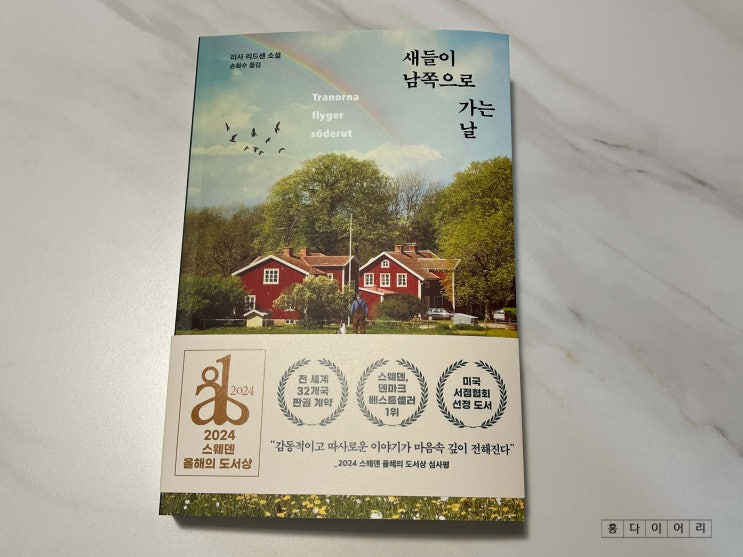 리사 리드센 소설
손화수 옮김
새들이
남쪽으로
가는
날
Tranorna
flyger
söderut
2024
2024
스웨덴
올해의 도서상
전 세계
32개국
판권 계약
스웨덴,
덴마크
베스트셀러
1위
미국
서점협회
선정 도서
“감동적이고 따사로운 이야기가 마음속 깊이 전해진다”
_2024 스웨덴 올해의 도서상 심사평
홍다이어리